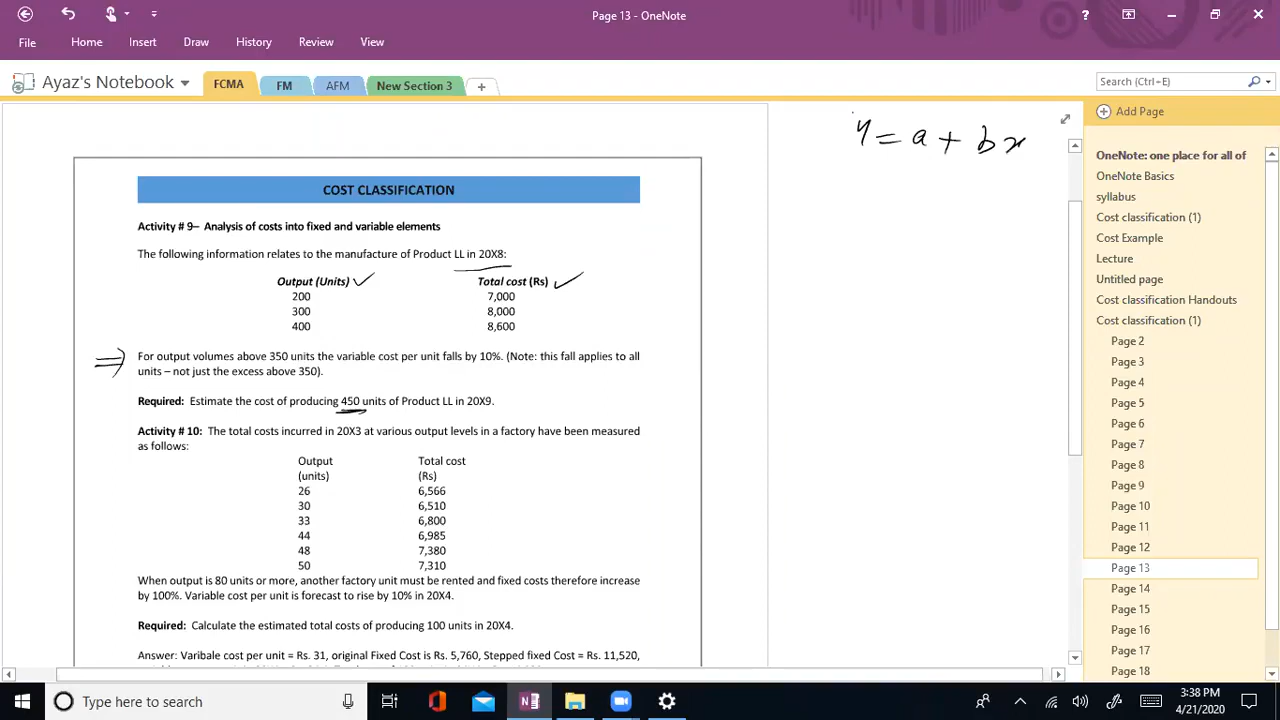 Page 13 - OneNote
?
File Home Insert Draw History Review View
Ayaz's Notebook FCMA FM AFM New Section 3 +
Search (Ctrl+E)
Add Page
y = a + bx
COST CLASSIFICATION
Activity # 9– Analysis of costs into fixed and variable elements
The following information relates to the manufacture of Product LL in 20X8:
Output (Units) Total cost (Rs)
200 7,000
300 8,000
400 8,600
For output volumes above 350 units the variable cost per unit falls by 10%. (Note: this fall applies to all
units – not just the excess above 350).
Required: Estimate the cost of producing 450 units of Product LL in 20X9.
Activity # 10: The total costs incurred in 20X3 at various output levels in a factory have been measured
as follows:
Output Total cost
(units) (Rs)
26 6,566
30 6,510
33 6,800
44 6,985
48 7,380
50 7,310
When output is 80 units or more, another factory unit must be rented and fixed costs therefore increase
by 100%. Variable cost per unit is forecast to rise by 10% in 20X4.
Required: Calculate the estimated total costs of producing 100 units in 20X4.
Answer: Varibale cost per unit = Rs. 31, original Fixed Cost is Rs. 5,760, Stepped fixed Cost = Rs. 11,520,
OneNote: one place for all of
OneNote Basics
syllabus
Cost classification (1)
Cost Example
Lecture
Untitled page
Cost classification Handouts
Cost classification (1)
Page 2
Page 3
Page 4
Page 5
Page 6
Page 7
Page 8
Page 9
Page 10
Page 11
Page 12
Page 13
Page 14
Page 15
Page 16
Page 17
Page 18
Type here to search
3:38 PM
4/21/2020